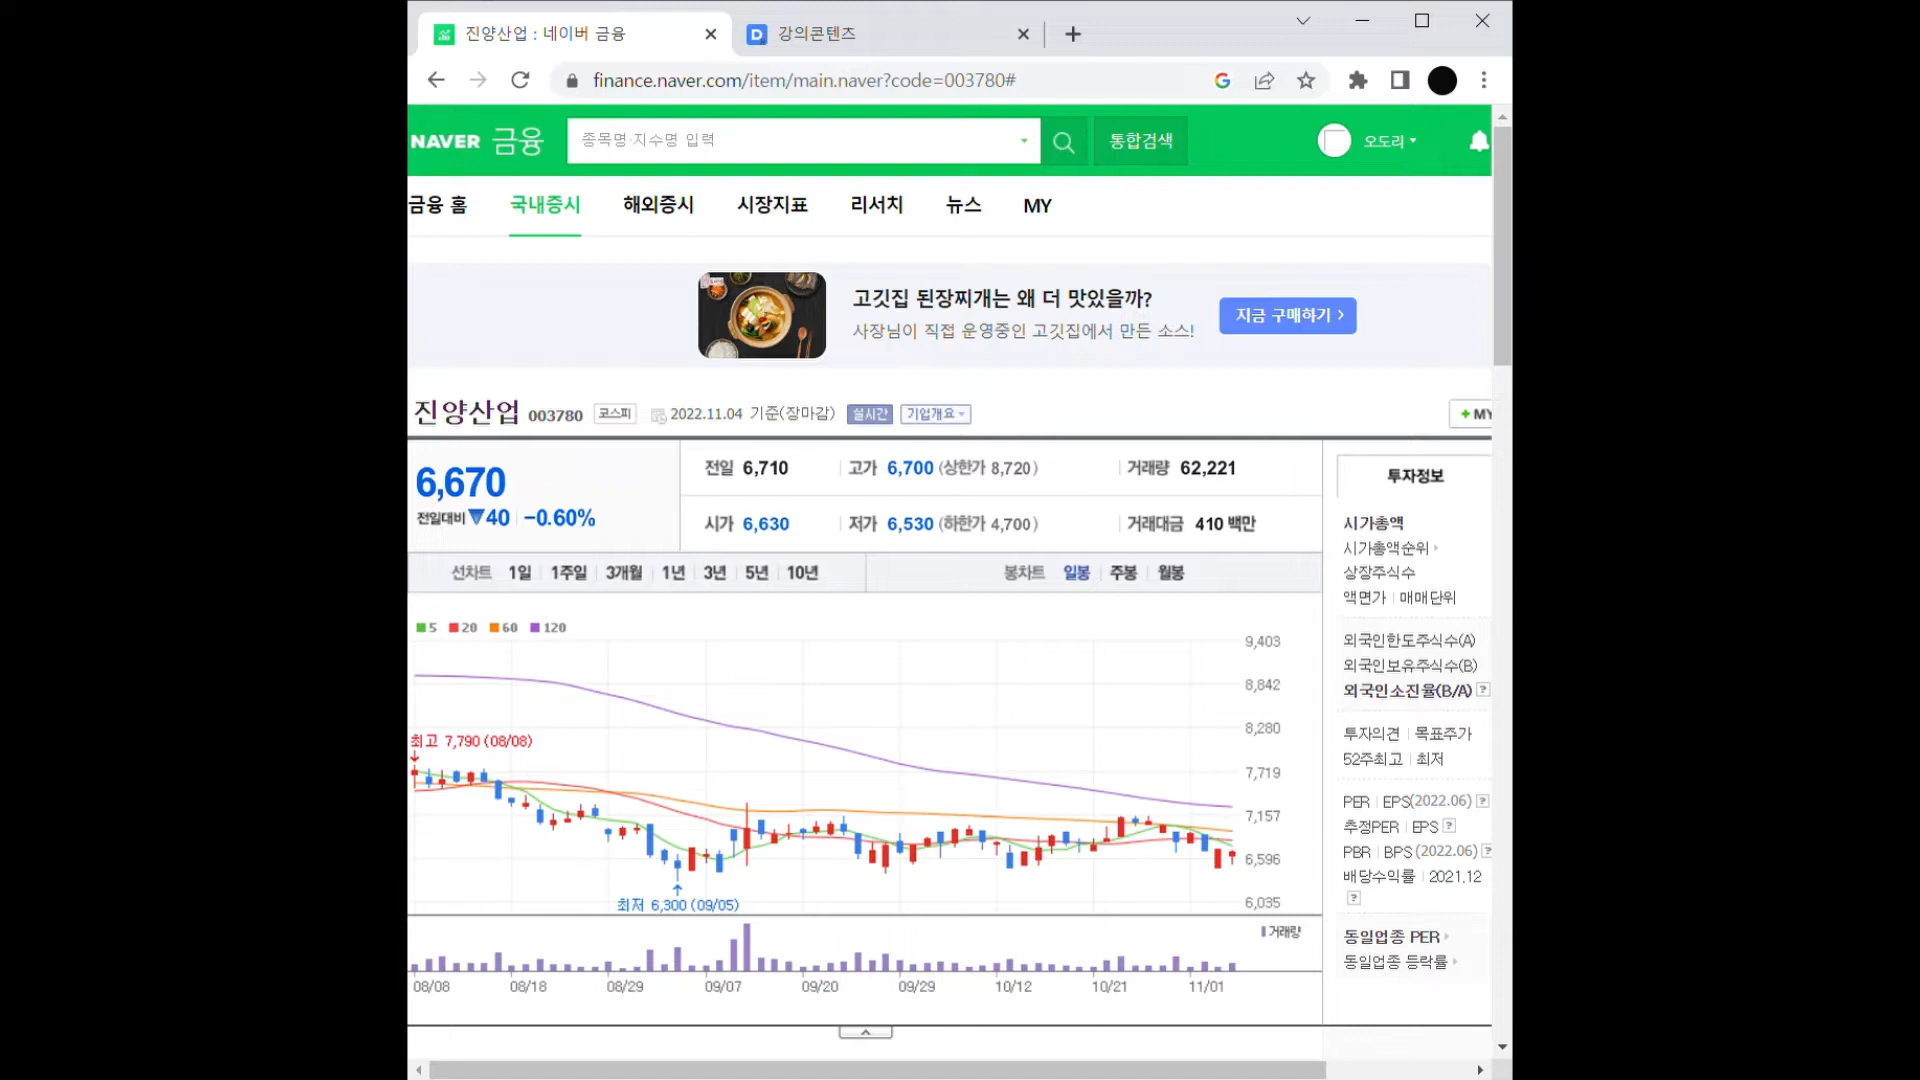 진양산업 : 네이버 금융
강의콘텐츠
finance.naver.com/item/main.naver?code=003780#
NAVER 금융
종목명·지수명 입력
통합검색
오도리
금융 홈 국내증시 해외증시 시장지표 리서치 뉴스 MY
고깃집 된장찌개는 왜 더 맛있을까?
사장님이 직접 운영중인 고깃집에서 만든 소스!
지금 구매하기 >
진양산업 003780 코스피 2022.11.04 기준(장마감) 실시간 기업개요
+ MY
6,670
전일대비 ▼40 -0.60%
전일 6,710 고가 6,700 (상한가 8,720) 거래량 62,221
시가 6,630 저가 6,530 (하한가 4,700) 거래대금 410 백만
선차트 1일 1주일 3개월 1년 3년 5년 10년
봉차트 일봉 주봉 월봉
5 20 60 120
9,403
8,842
8,280
7,719
7,157
6,596
6,035
최고 7,790 (08/08)
최저 6,300 (09/05)
거래량
08/08 08/18 08/29 09/07 09/20 09/29 10/12 10/21 11/01
투자정보
시가총액
시가총액순위
상장주식수
액면가 | 매매단위
외국인한도주식수(A)
외국인보유주식수(B)
외국인소진율(B/A) ?
투자의견 | 목표주가
52주최고 | 최저
PER | EPS(2022.06) ?
추정PER | EPS ?
PBR | BPS (2022.06) ?
배당수익률 | 2021.12
?
동일업종 PER
동일업종 등락률